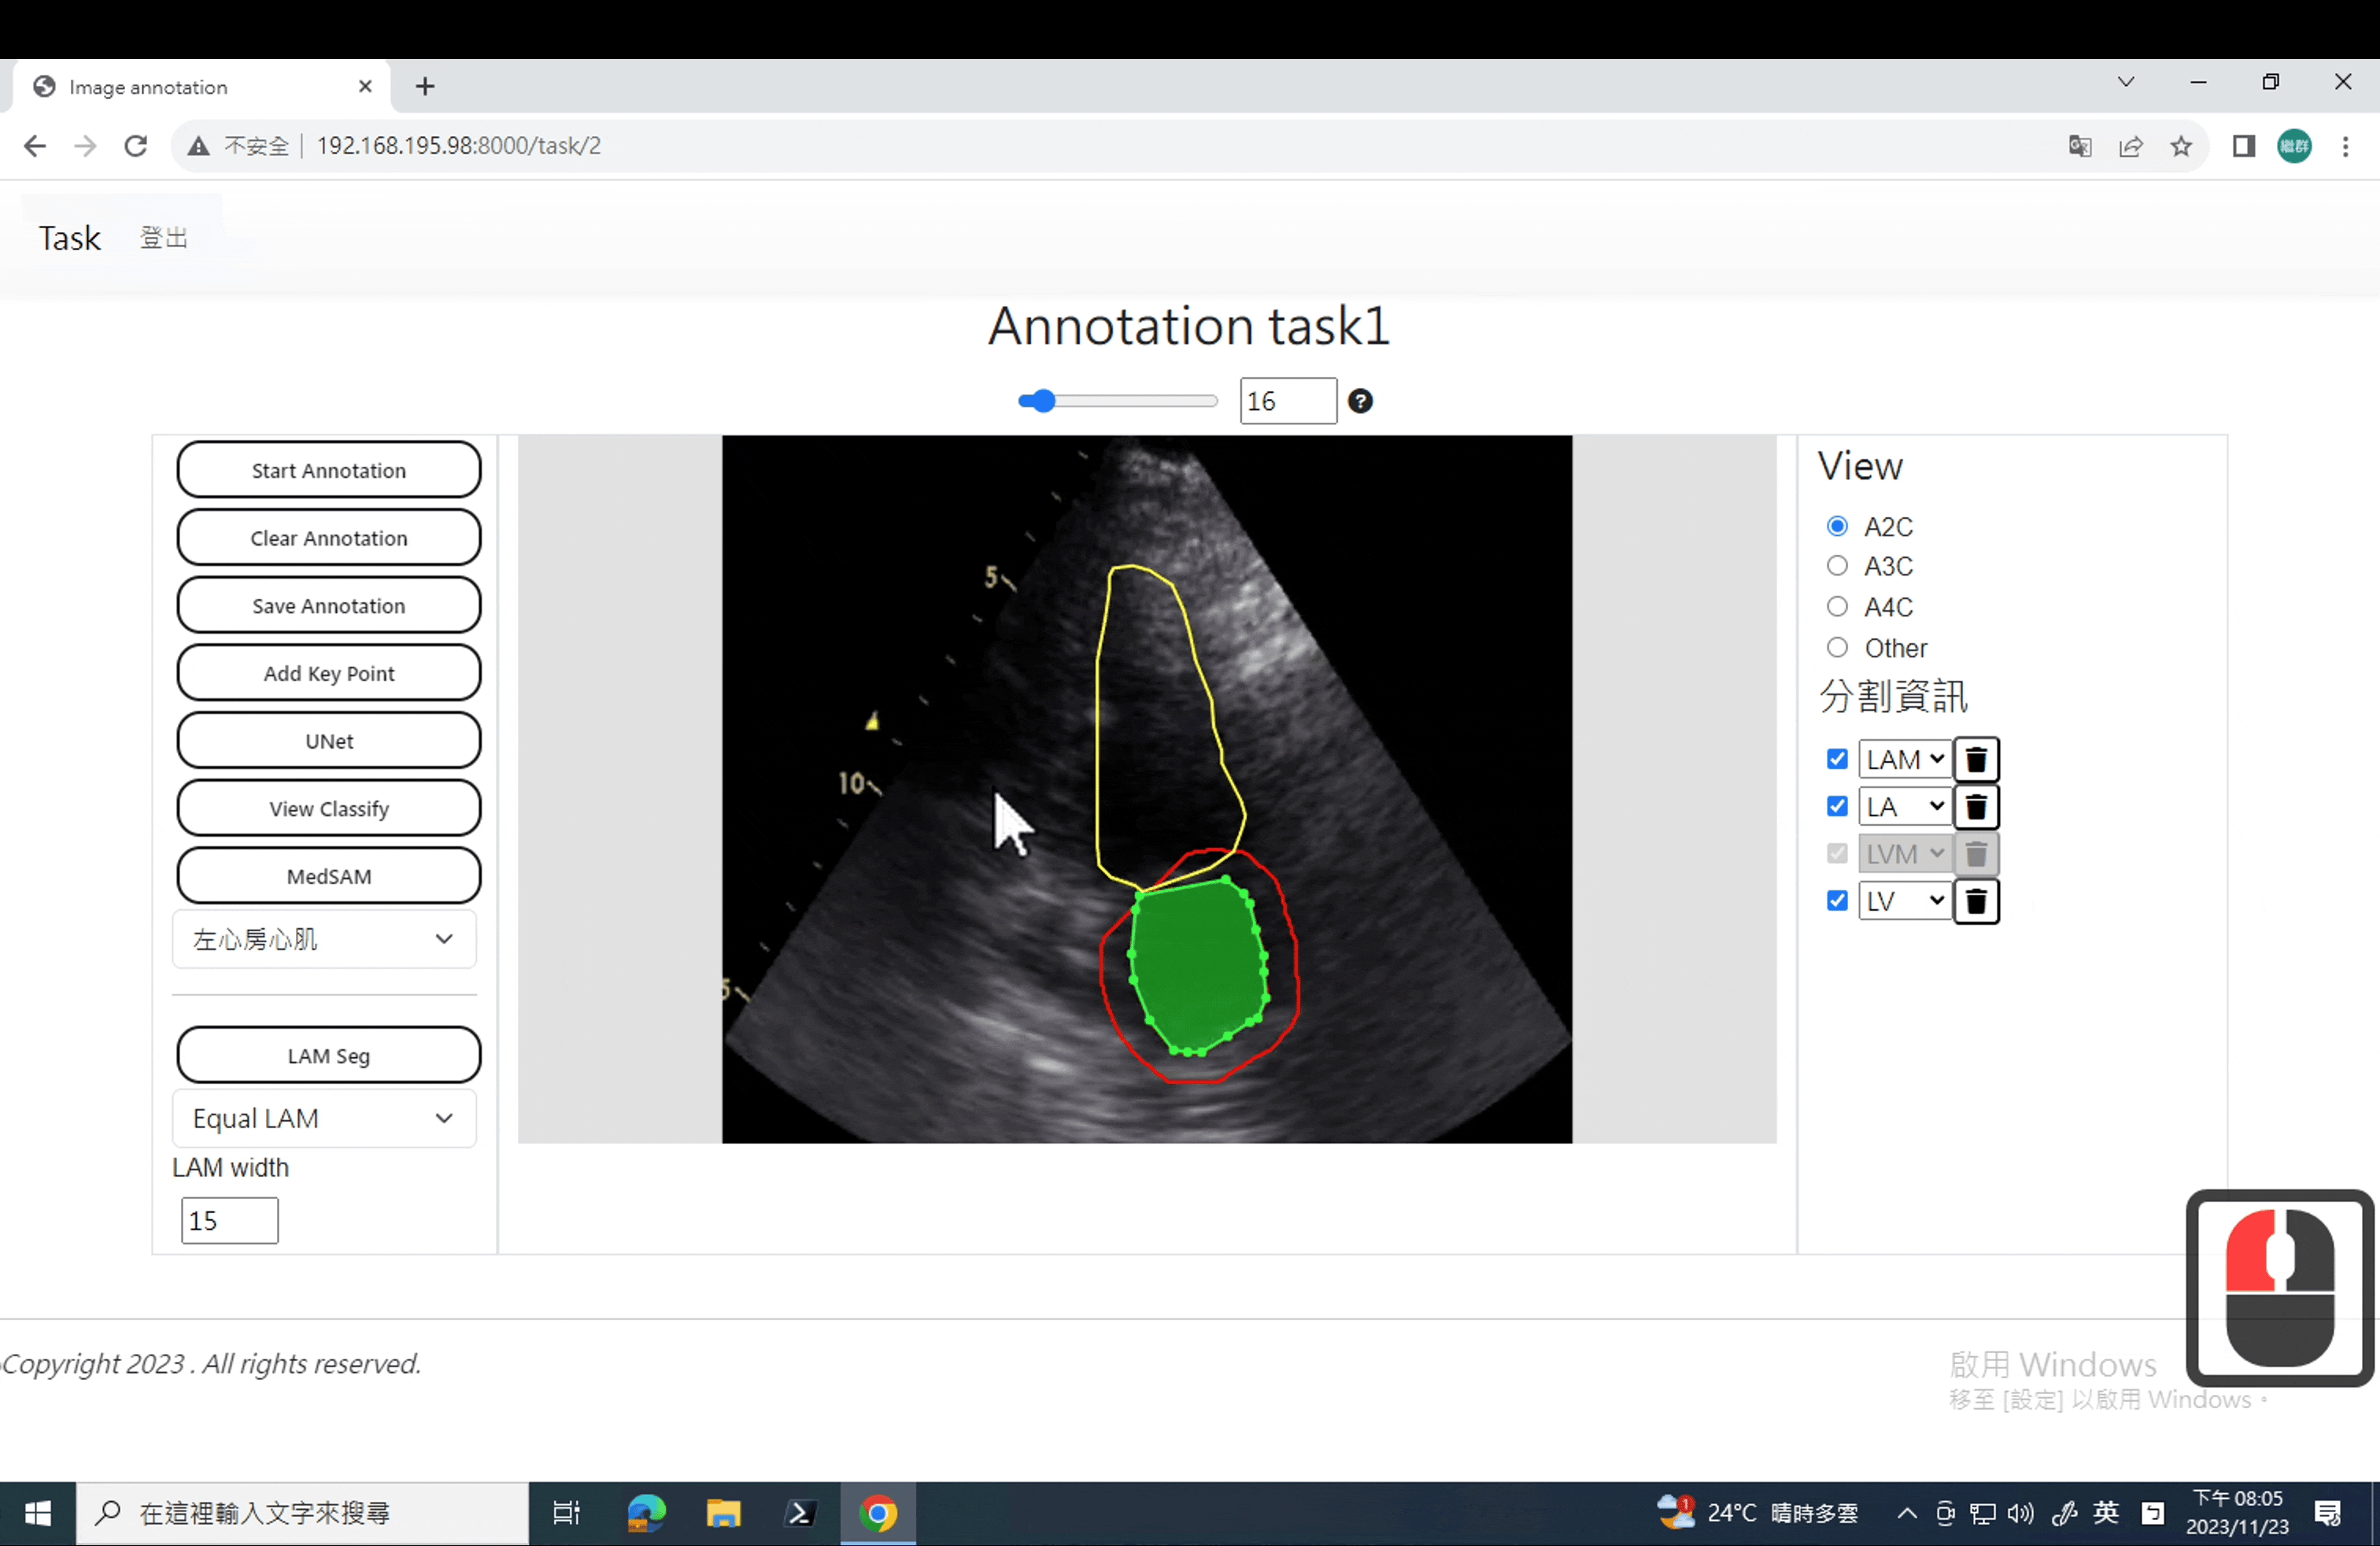 Image annotation
不安全 192.168.195.98:8000/task/2
繼群
Task 登出
Annotation task1
16
Start Annotation
Clear Annotation
Save Annotation
Add Key Point
UNet
View Classify
MedSAM
左心房心肌
LAM Seg
Equal LAM
LAM width
15
5
10
5
View
A2C
A3C
A4C
Other
分割資訊
LAM
LA
LVM
LV
Copyright 2023 . All rights reserved.
啟用 Windows
移至 [設定] 以啟用 Windows。
在這裡輸入文字來搜尋
1
24°C 晴時多雲
英
下午 08:05
2023/11/23